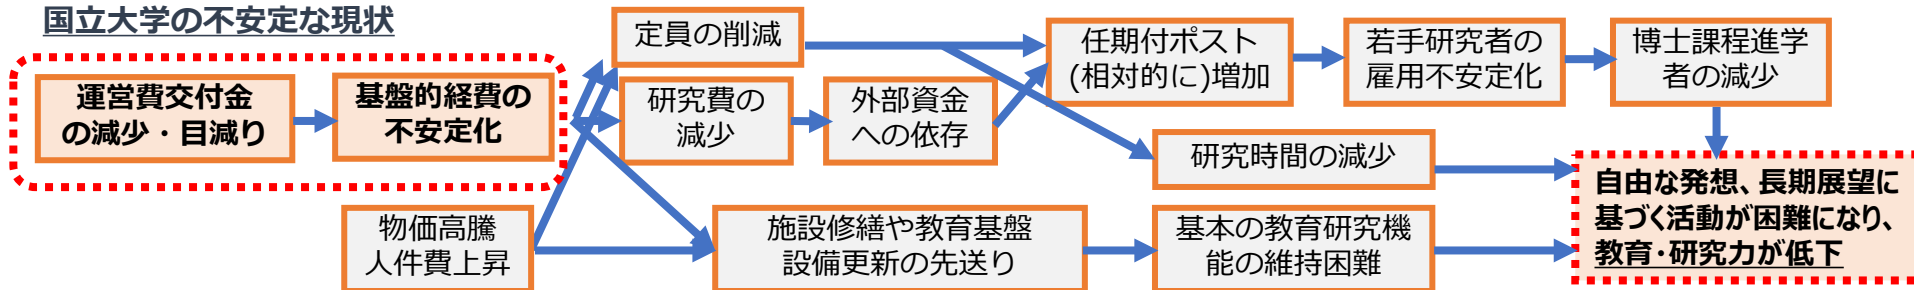 国立大学の不安定な現状
運営費交付金
の減少・目減り
基盤的経費の
不安定化
定員の削減
研究費の
減少
外部資金
への依存
任期付ポスト
(相対的に)増加
若手研究者の
雇用不安定化
博士課程進学
者の減少
研究時間の減少
物価高騰
人件費上昇
施設修繕や教育基盤
設備更新の先送り
基本の教育研究機
能の維持困難
自由な発想、長期展望に
基づく活動が困難になり、
教育・研究力が低下